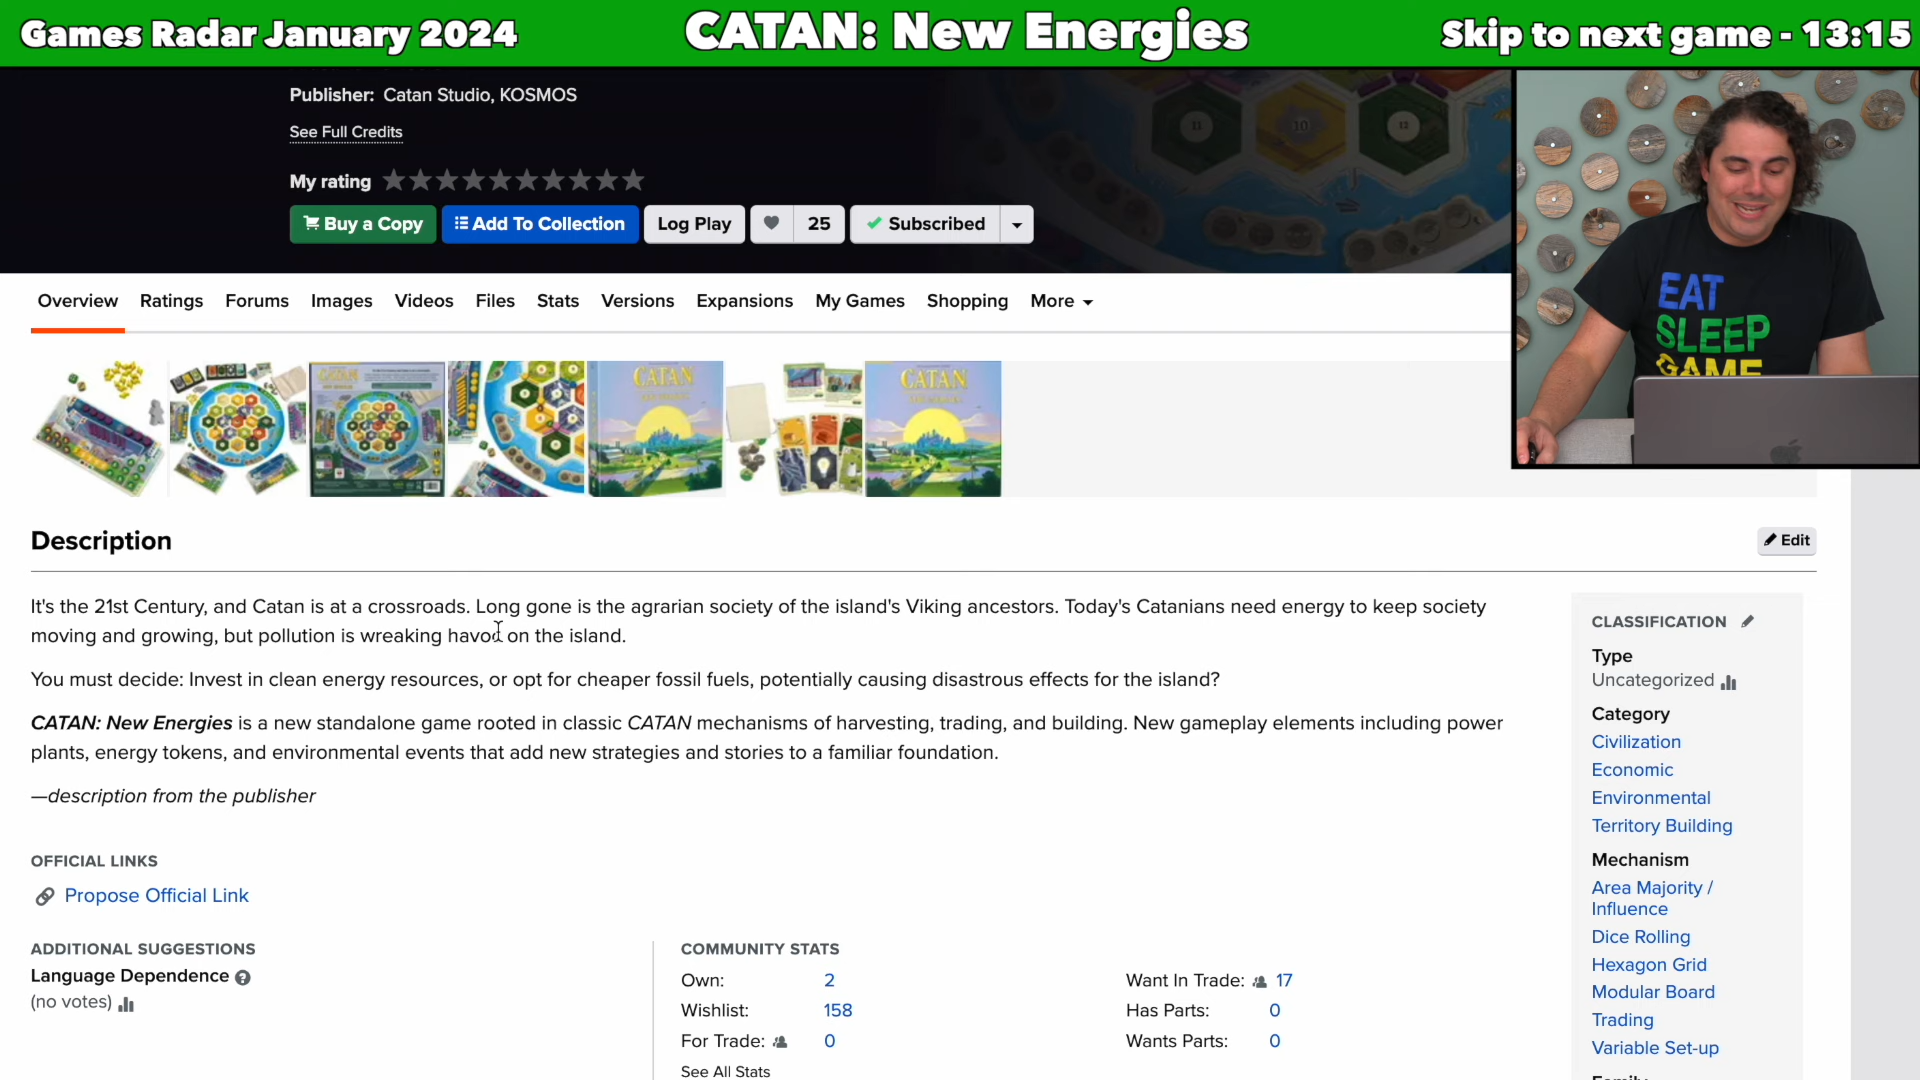 Games Radar January 2024
CATAN: New Energies
Skip to next game - 13:15
Publisher: Catan Studio, KOSMOS
See Full Credits
My rating
Buy a Copy
Add To Collection
Log Play
25
Subscribed
11
10
12
EAT
SLEEP
GAME
Overview
Ratings
Forums
Images
Videos
Files
Stats
Versions
Expansions
My Games
Shopping
More
CATAN
CATAN
Description
Edit
It's the 21st Century, and Catan is at a crossroads. Long gone is the agrarian society of the island's Viking ancestors. Today's Catanians need energy to keep society
moving and growing, but pollution is wreaking havoc on the island.
You must decide: Invest in clean energy resources, or opt for cheaper fossil fuels, potentially causing disastrous effects for the island?
CATAN: New Energies is a new standalone game rooted in classic CATAN mechanisms of harvesting, trading, and building. New gameplay elements including power
plants, energy tokens, and environmental events that add new strategies and stories to a familiar foundation.
—description from the publisher
OFFICIAL LINKS
Propose Official Link
ADDITIONAL SUGGESTIONS
Language Dependence ?
(no votes)
COMMUNITY STATS
Own: 2
Wishlist: 158
For Trade: 0
See All Stats
Want In Trade: 17
Has Parts: 0
Wants Parts: 0
CLASSIFICATION
Type
Uncategorized
Category
Civilization
Economic
Environmental
Territory Building
Mechanism
Area Majority /
Influence
Dice Rolling
Hexagon Grid
Modular Board
Trading
Variable Set-up